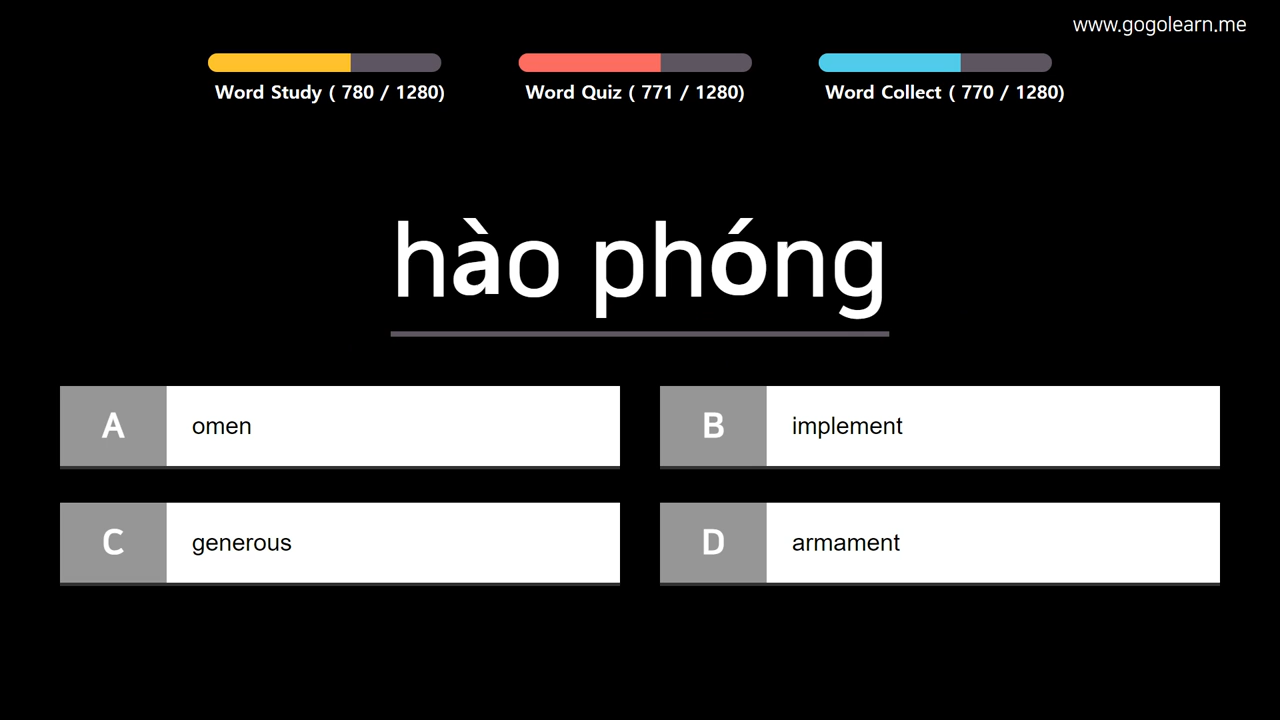 www.gogolearn.me
Word Study ( 780 / 1280)
Word Quiz ( 771 / 1280)
Word Collect ( 770 / 1280)
hào phóng
A omen
B implement
C generous
D armament